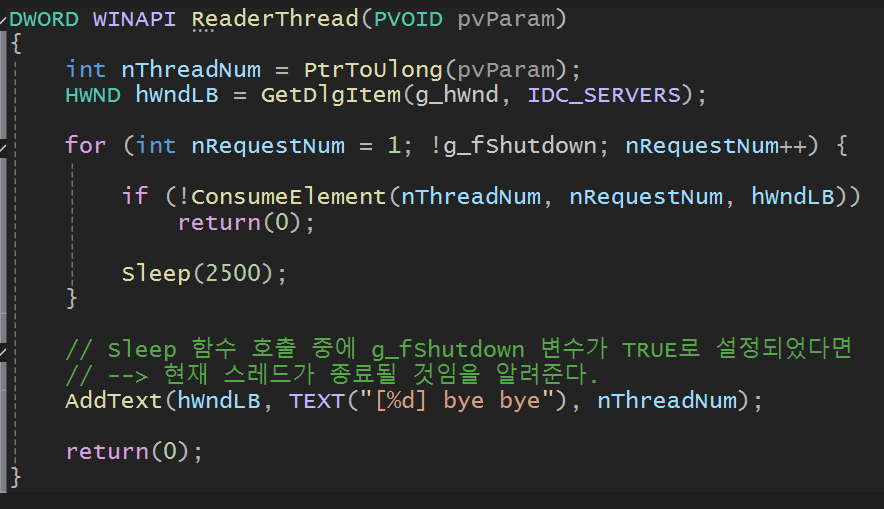 DWORD WINAPI ReaderThread(PVOID pvParam)
{
int nThreadNum = PtrToUlong(pvParam);
HWND hWndLB = GetDlgItem(g_hWnd, IDC_SERVERS);
for (int nRequestNum = 1; !g_fShutdown; nRequestNum++) {
if (!ConsumeElement(nThreadNum, nRequestNum, hWndLB))
return(0);
Sleep(2500);
}
// Sleep 함수 호출 중에 g_fShutdown 변수가 TRUE로 설정되었다면
// --> 현재 스레드가 종료될 것임을 알려준다.
AddText(hWndLB, TEXT("[%d] bye bye"), nThreadNum);
return(0);
}